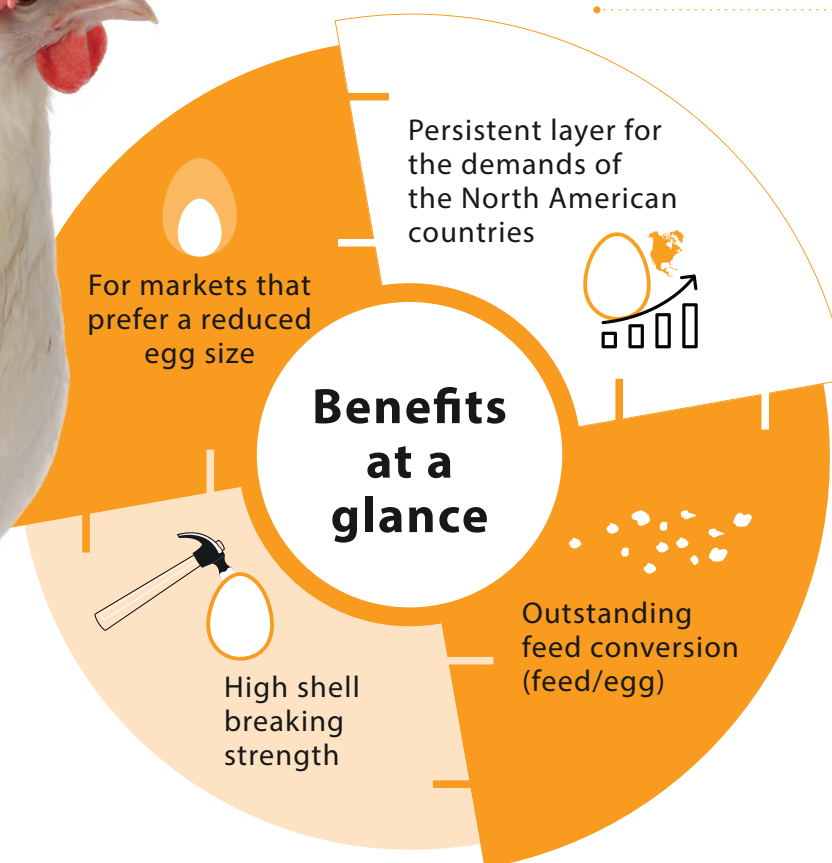 Persistent layer for
the demands of
the North American
countries
For markets that
prefer a reduced
egg size
Benefits
at a
glance
Outstanding
feed conversion
(feed/egg)
High shell
breaking
strength